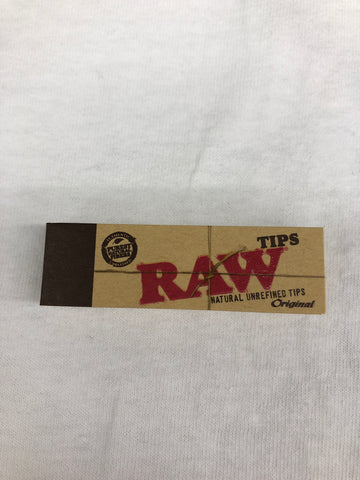 TIPS
RAW
NATURAL UNREFINED TIPS
Original